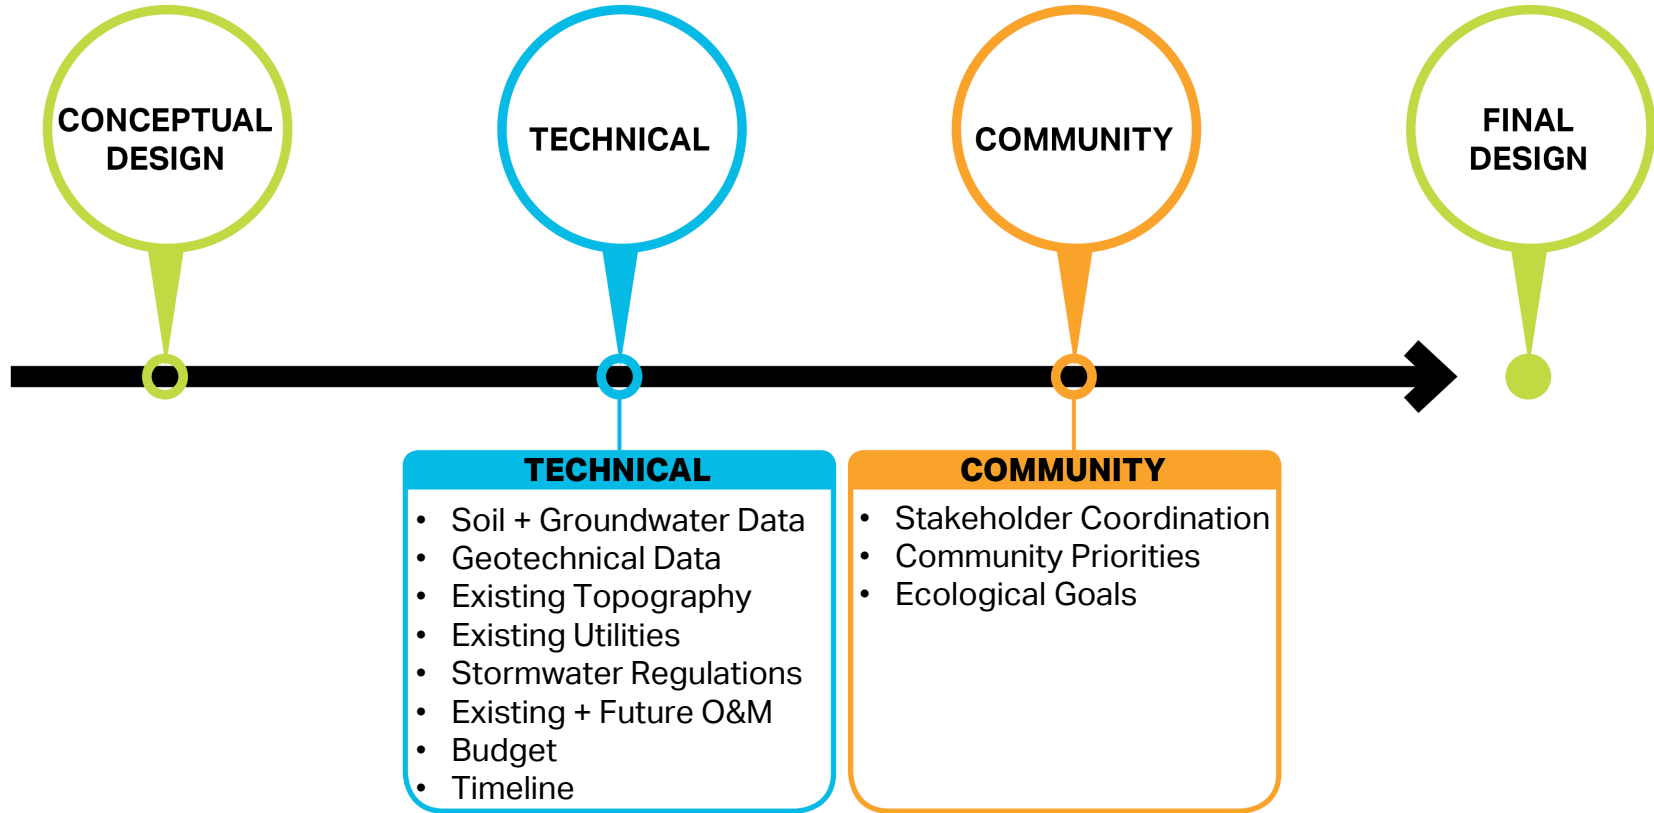 CONCEPTUAL
DESIGN
TECHNICAL
COMMUNITY
FINAL
DESIGN
TECHNICAL
• Soil + Groundwater Data
• Geotechnical Data
• Existing Topography
• Existing Utilities
• Stormwater Regulations
• Existing + Future O&M
• Budget
• Timeline
COMMUNITY
• Stakeholder Coordination
• Community Priorities
• Ecological Goals